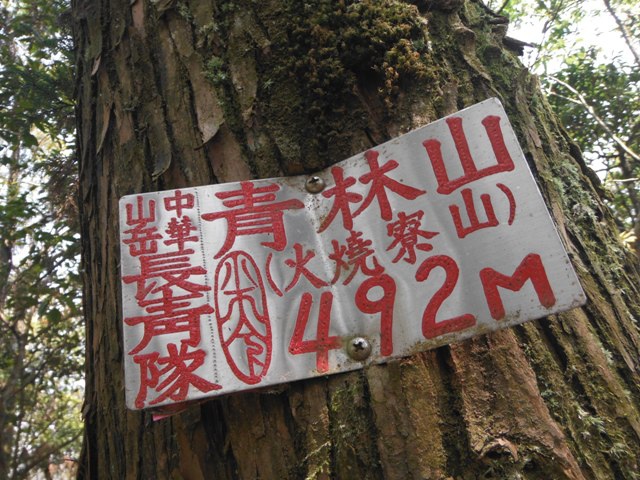 青林山
(火燒寮山)
492M
中華
山岳
長青隊